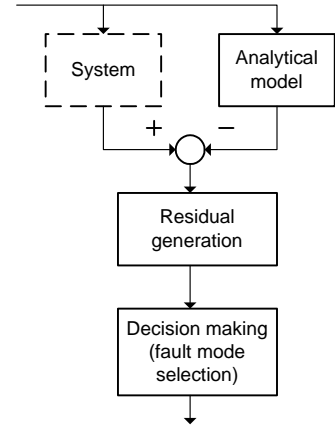 System
Analytical
model
+
−
Residual
generation
Decision making
(fault mode
selection)